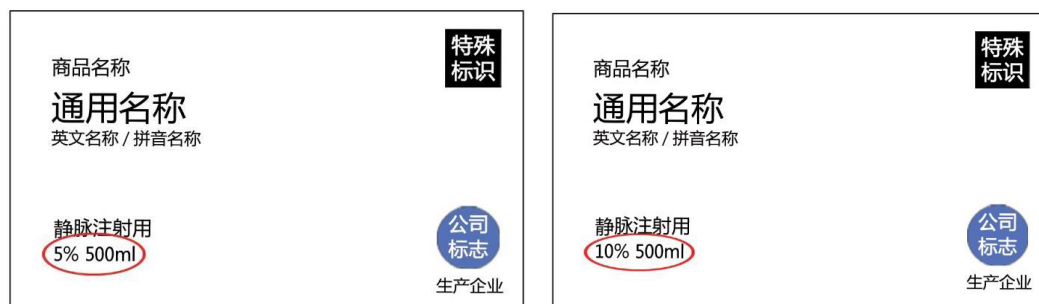 特殊
标识
商品名称
通用名称
英文名称 / 拼音名称
静脉注射用
5% 500ml
公司
标志
生产企业
特殊
标识
商品名称
通用名称
英文名称 / 拼音名称
静脉注射用
10% 500ml
公司
标志
生产企业